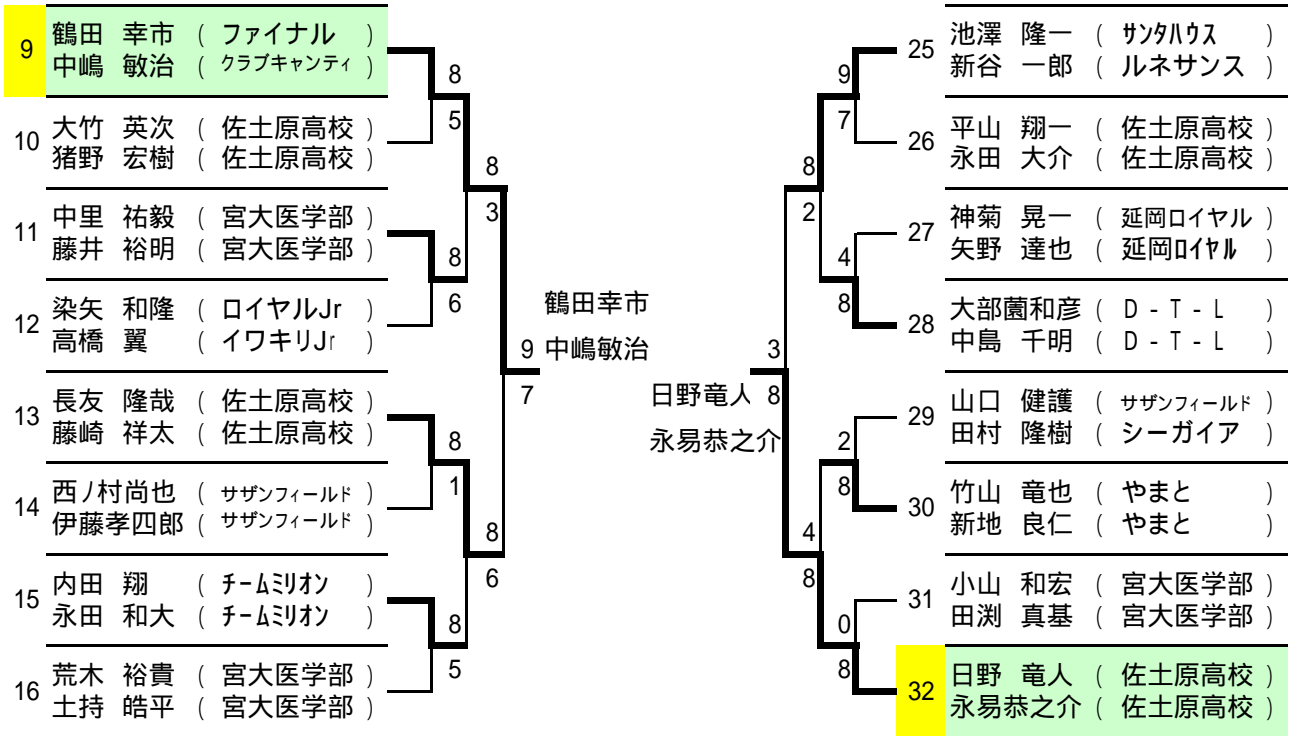 9
鶴田 幸市 ( ファイナル )
中嶋 敏治 ( クラブキャンティ )
10
大竹 英次 ( 佐土原高校 )
猪野 宏樹 ( 佐土原高校 )
11
中里 祐毅 ( 宮大医学部 )
藤井 裕明 ( 宮大医学部 )
12
染矢 和隆 ( ロイヤルJr )
高橋 翼 ( イワキリJr )
13
長友 隆哉 ( 佐土原高校 )
藤崎 祥太 ( 佐土原高校 )
14
西ノ村尚也 ( サザンフィールド )
伊藤孝四郎 ( サザンフィールド )
15
内田 翔 ( チームミリオン )
永田 和大 ( チームミリオン )
16
荒木 裕貴 ( 宮大医学部 )
土持 皓平 ( 宮大医学部 )
8
5
8
6
8
1
8
5
8
3
8
6
9
7
鶴田幸市
中嶋敏治
日野竜人
永易恭之介
3
8
8
2
4
8
9
7
4
8
2
8
0
8
25
池澤 隆一 ( サンタハウス )
新谷 一郎 ( ルネサンス )
26
平山 翔一 ( 佐土原高校 )
永田 大介 ( 佐土原高校 )
27
神菊 晃一 ( 延岡ロイヤル )
矢野 達也 ( 延岡ロイヤル )
28
大部薗和彦 ( D - T - L )
中島 千明 ( D - T - L )
29
山口 健護 ( サザンフィールド )
田村 隆樹 ( シーガイア )
30
竹山 竜也 ( やまと )
新地 良仁 ( やまと )
31
小山 和宏 ( 宮大医学部 )
田渕 真基 ( 宮大医学部 )
32
日野 竜人 ( 佐土原高校 )
永易恭之介 ( 佐土原高校 )